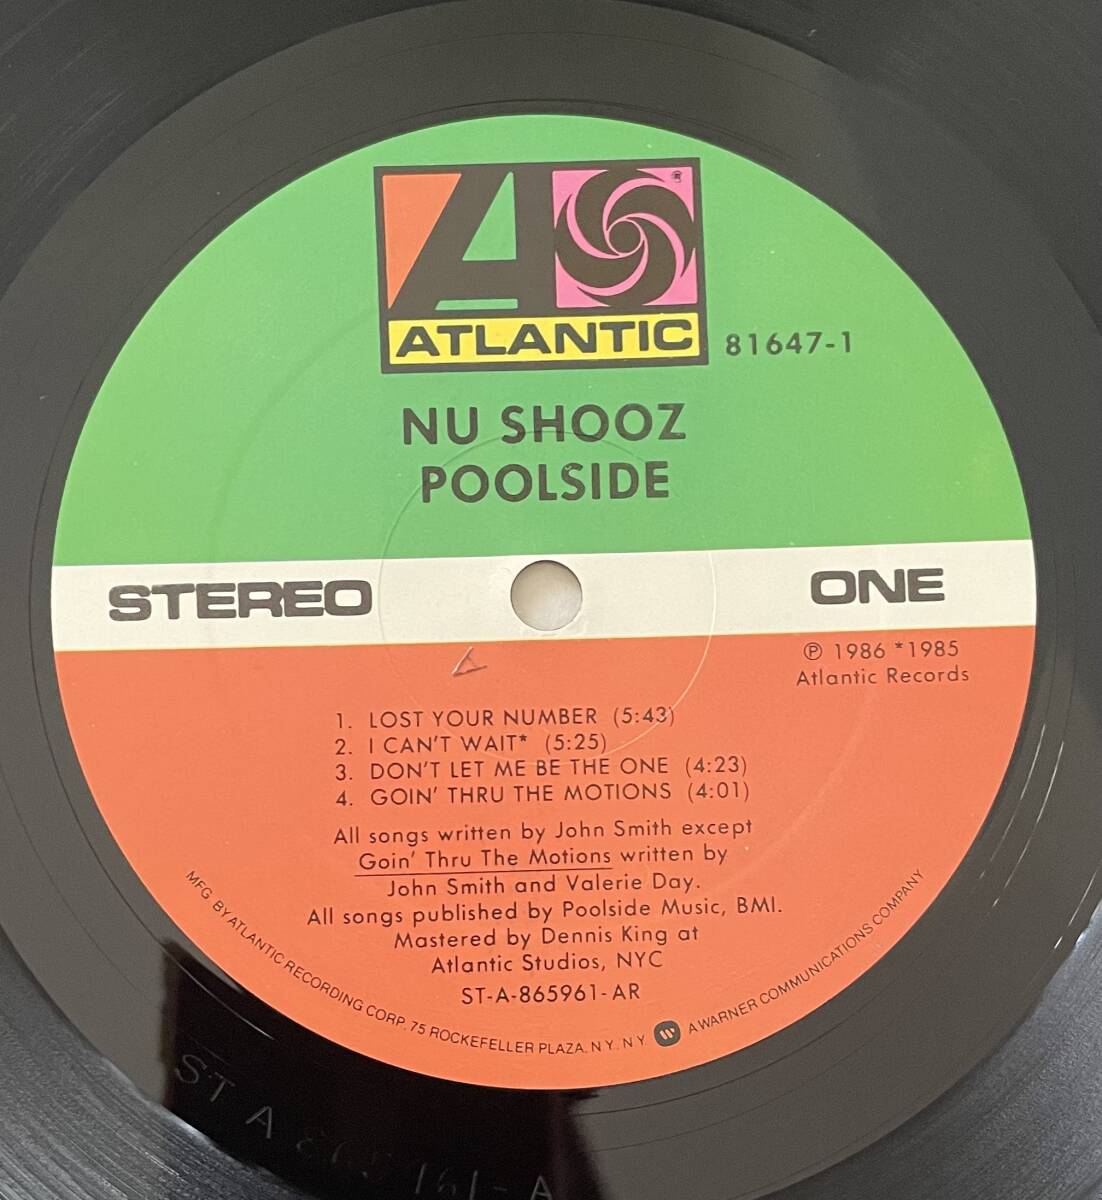 ATLANTIC
81647-1
NU SHOOZ
POOLSIDE
STEREO
ONE
℗ 1986 *1985
Atlantic Records
1. LOST YOUR NUMBER (5:43)
2. I CAN'T WAIT* (5:25)
3. DON'T LET ME BE THE ONE (4:23)
4. GOIN' THRU THE MOTIONS (4:01)
All songs written by John Smith except
Goin' Thru The Motions written by
John Smith and Valerie Day.
All songs published by Poolside Music, BMI.
Mastered by Dennis King at
Atlantic Studios, NYC
ST-A-865961-AR
MFG. BY ATLANTIC RECORDING CORP. 75 ROCKEFELLER PLAZA. N.Y. N.Y. A WARNER COMMUNICATIONS COMPANY
ST A